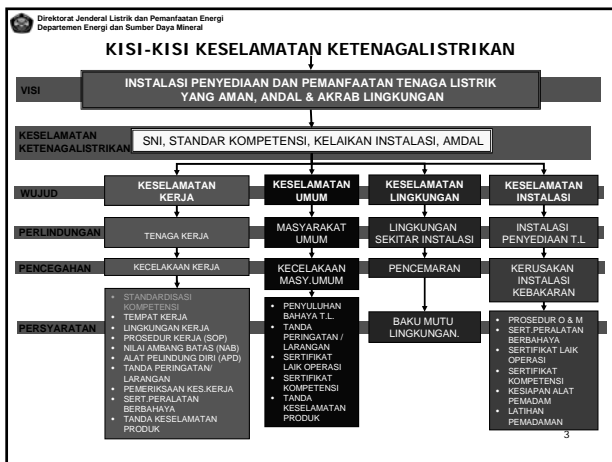 Direktorat Jenderal Listrik dan Pemanfaatan Energi
Departemen Energi dan Sumber Daya Mineral
KISI-KISI KESELAMATAN KETENAGALISTRIKAN
VISI
INSTALASI PENYEDIAAN DAN PEMANFAATAN TENAGA LISTRIK
YANG AMAN, ANDAL & AKRAB LINGKUNGAN
KESELAMATAN
KETENAGALISTRIKAN
SNI, STANDAR KOMPETENSI, KELAIKAN INSTALASI, AMDAL
WUJUD
KESELAMATAN
KERJA
KESELAMATAN
UMUM
KESELAMATAN
LINGKUNGAN
KESELAMATAN
INSTALASI
PERLINDUNGAN
TENAGA KERJA
MASYARAKAT
UMUM
LINGKUNGAN
SEKITAR INSTALASI
INSTALASI
PENYEDIAAN T.L
PENCEGAHAN
KECELAKAAN KERJA
KECELAKAAN
MASY.UMUM
PENCEMARAN
KERUSAKAN
INSTALASI
KEBAKARAN
PERSYARATAN
• STANDARDISASI
KOMPETENSI
• TEMPAT KERJA
• LINGKUNGAN KERJA
• PROSEDUR KERJA (SOP)
• NILAI AMBANG BATAS (NAB)
• ALAT PELINDUNG DIRI (APD)
• TANDA PERINGATAN/
LARANGAN
• PEMERIKSAAN KES.KERJA
• SERT.PERALATAN
BERBAHAYA
• TANDA KESELAMATAN
PRODUK
• PENYULUHAN
BAHAYA T.L.
• TANDA
PERINGATAN /
LARANGAN
• SERTIFIKAT
LAIK OPERASI
• SERTIFIKAT
KOMPETENSI
• TANDA
KESELAMATAN
PRODUK
BAKU MUTU
LINGKUNGAN.
• PROSEDUR O & M
• SERT.PERALATAN
BERBAHAYA
• SERTIFIKAT LAIK
OPERASI
• SERTIFIKAT
KOMPETENSI
• KESIAPAN ALAT
PEMADAM
• LATIHAN
PEMADAMAN
3